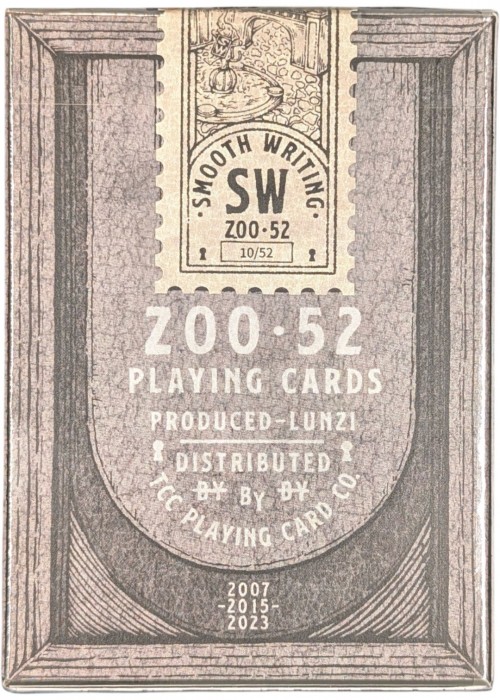 ·SMOOTH WRITING·
SW
ZOO·52
10/52
ZOO·52
PLAYING CARDS
PRODUCED-LUNZI
DISTRIBUTED
BY By BY
TCC PLAYING CARD CO.
2007
-2015-
2023